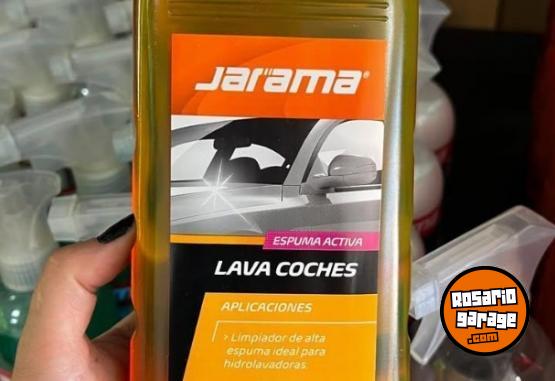 JARAMA®
ESPUMA ACTIVA
LAVA COCHES
APLICACIONES
> Limpiador de alta
espuma ideal para
hidrolavadoras.
ROSARIO
garage
.com